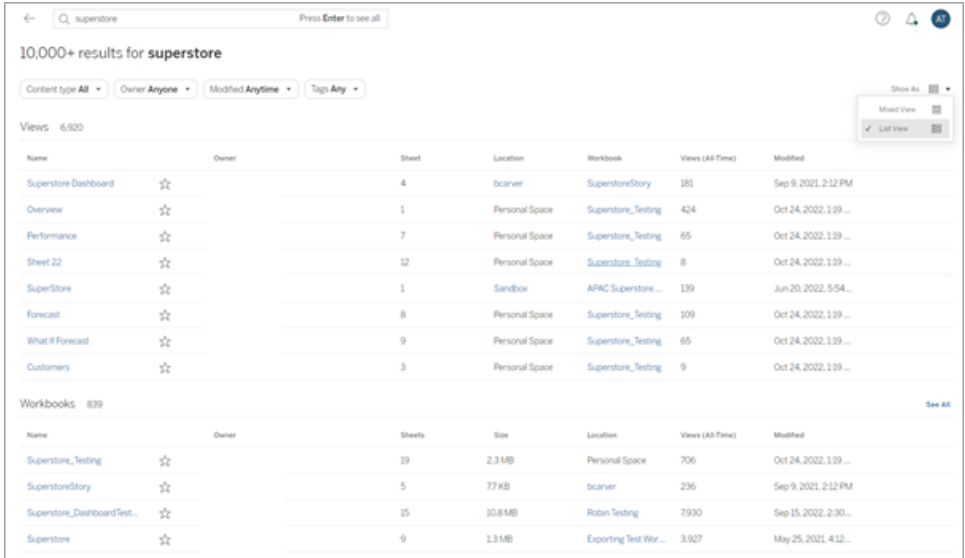 superstore Press Enter to see all AT
10,000+ results for superstore
Content type All Owner Anyone Modified Anytime Tags Any Show As
Mixed View
Views 6,920 ✓ List View
Name Owner Sheet Location Workbook Views (All-Time) Modified
Superstore Dashboard 4 bcarver SuperstoreStory 181 Sep 9, 2021, 2:12 PM
Overview 1 Personal Space Superstore_Testing 424 Oct 24, 2022, 1:19 ...
Performance 7 Personal Space Superstore_Testing 65 Oct 24, 2022, 1:19 ...
Sheet 22 12 Personal Space Superstore_Testing 8 Oct 24, 2022, 1:19 ...
SuperStore 1 Sandbox APAC Superstore ... 139 Jun 20, 2022, 5:54...
Forecast 8 Personal Space Superstore_Testing 109 Oct 24, 2022, 1:19 ...
What If Forecast 9 Personal Space Superstore_Testing 65 Oct 24, 2022, 1:19 ...
Customers 3 Personal Space Superstore_Testing 9 Oct 24, 2022, 1:19 ...
Workbooks 839 See All
Name Owner Sheets Size Location Views (All-Time) Modified
Superstore_Testing 19 2.3 MB Personal Space 706 Oct 24, 2022, 1:19 ...
SuperstoreStory 5 77 KB bcarver 236 Sep 9, 2021, 2:12 PM
Superstore_DashboardTest... 15 10.8 MB Robin Testing 7,930 Sep 15, 2022, 2:30...
Superstore 9 1.3 MB Exporting Test Wor... 3,927 May 25, 2021, 4:12...